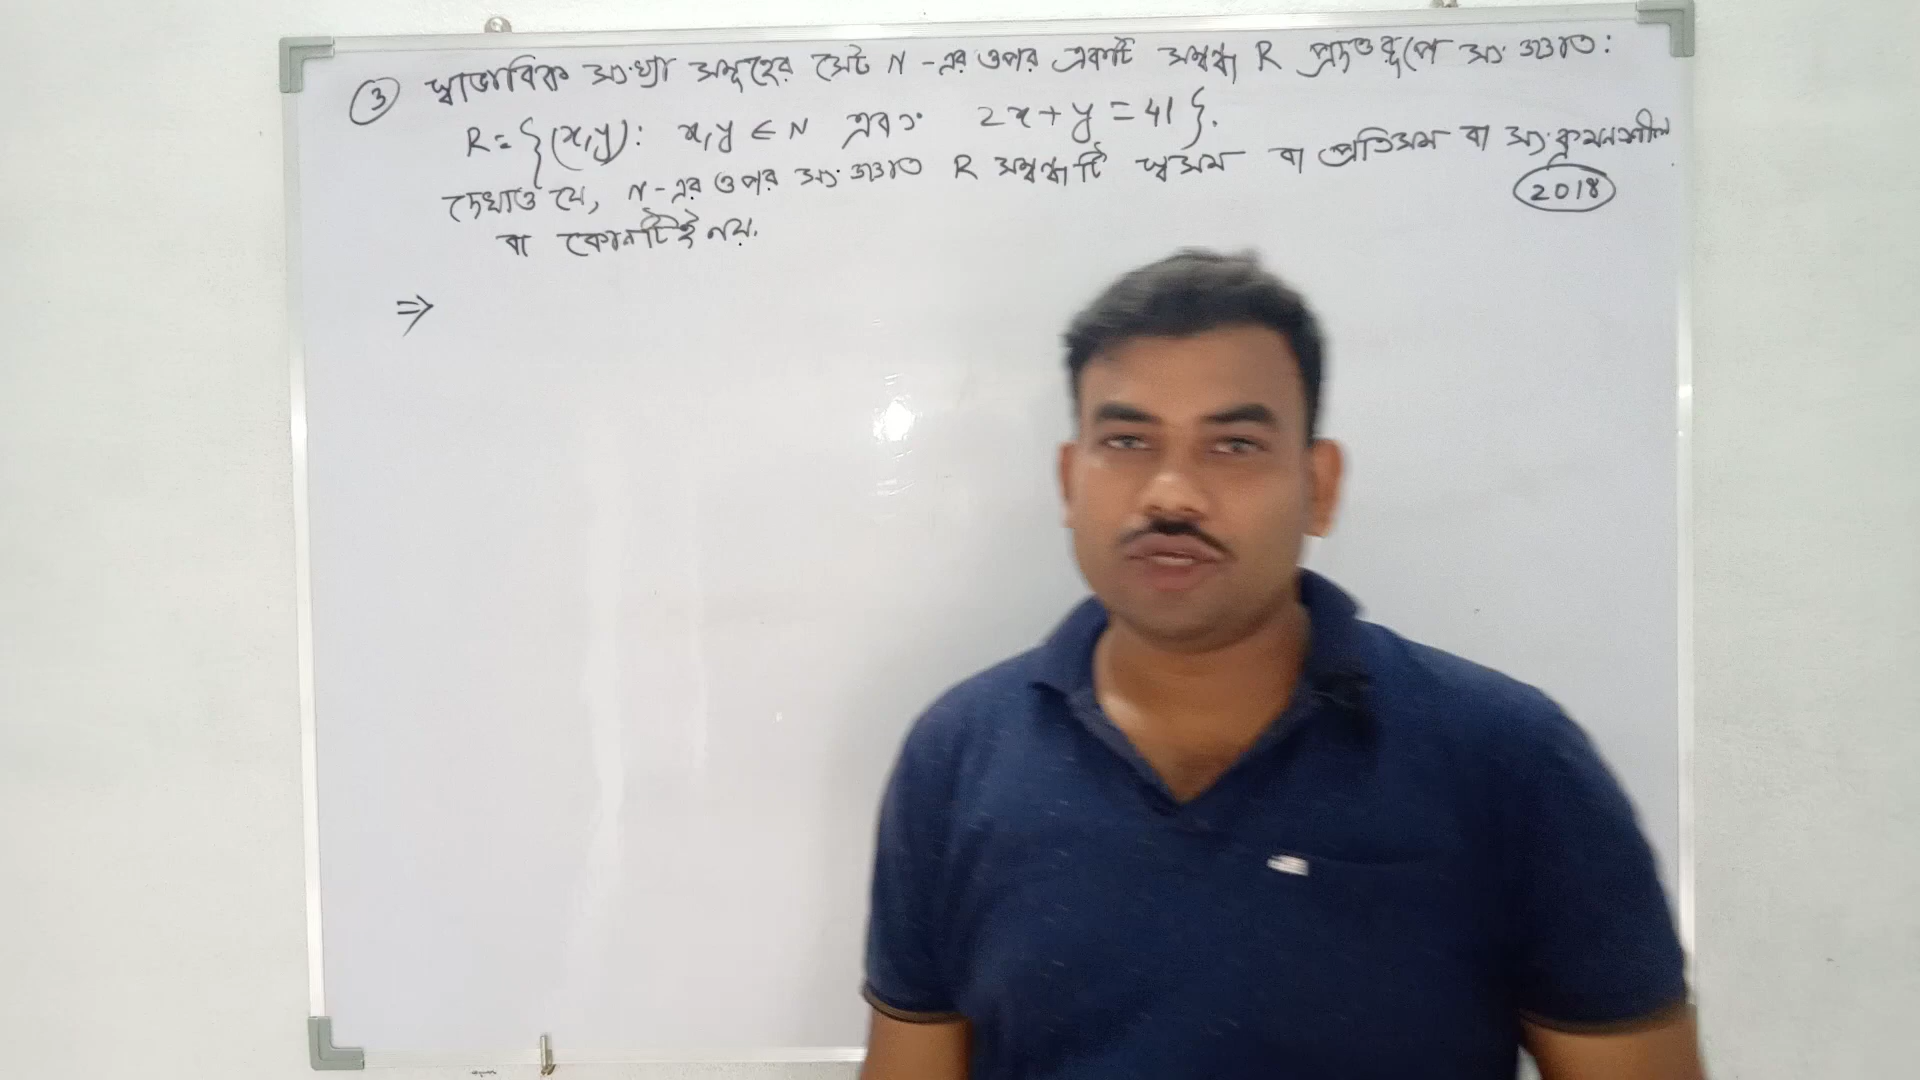 ③ স্বাভাবিক সংখ্যা সমূহের সেট N -এর ওপর একটি সম্বন্ধ R প্রদত্তরূপে সংজ্ঞাত :
R = {(x,y): x,y ∈ N এবং 2x + y = 41}.
দেখাও যে, N -এর ওপর সংজ্ঞাত R সম্বন্ধটি স্বসম বা প্রতিসম বা সংক্রমনশীল
বা কোনটিই নয়.
2018
⇒